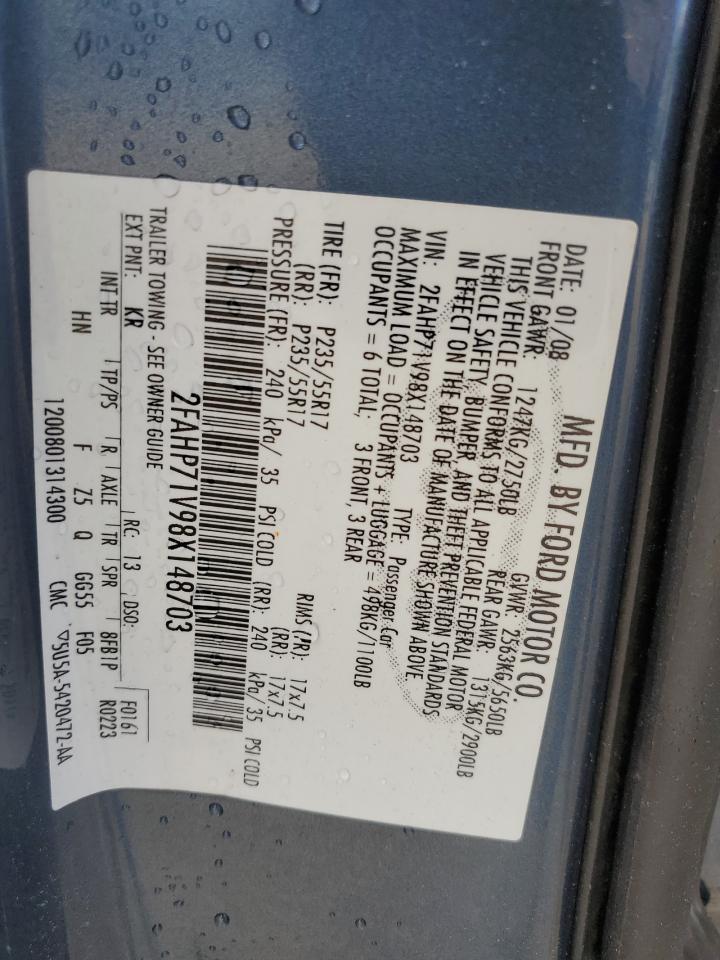 MFD. BY FORD MOTOR CO.
DATE: 01/08 GVWR: 2563KG/5650LB
FRONT GAWR: 1247KG/2750LB REAR GAWR: 1315KG/2900LB
THIS VEHICLE CONFORMS TO ALL APPLICABLE FEDERAL MOTOR
VEHICLE SAFETY, BUMPER, AND THEFT PREVENTION STANDARDS
IN EFFECT ON THE DATE OF MANUFACTURE SHOWN ABOVE.
VIN: 2FAHP71V98X148703 TYPE: Passenger Car
MAXIMUM LOAD = OCCUPANTS + LUGGAGE = 498KG/1100LB
OCCUPANTS = 6 TOTAL, 3 FRONT, 3 REAR
TIRE (FR): P235/55R17 RIMS (FR): 17x7.5
(RR): P235/55R17 (RR): 17x7.5
PRESSURE (FR): 240 kPa/ 35 PSI COLD (RR): 240 kPa/ 35 PSI COLD
2FAHP71V98X148703
TRAILER TOWING - SEE OWNER GUIDE
EXT PNT: KR RC: 13 DSO: F0161
R0223
INT TR TP/PS R AXLE TR SPR 8FB1P
HN F Z5 Q GG55 F05
1200801314300 CMC ▽5U5A-5A20472-AA